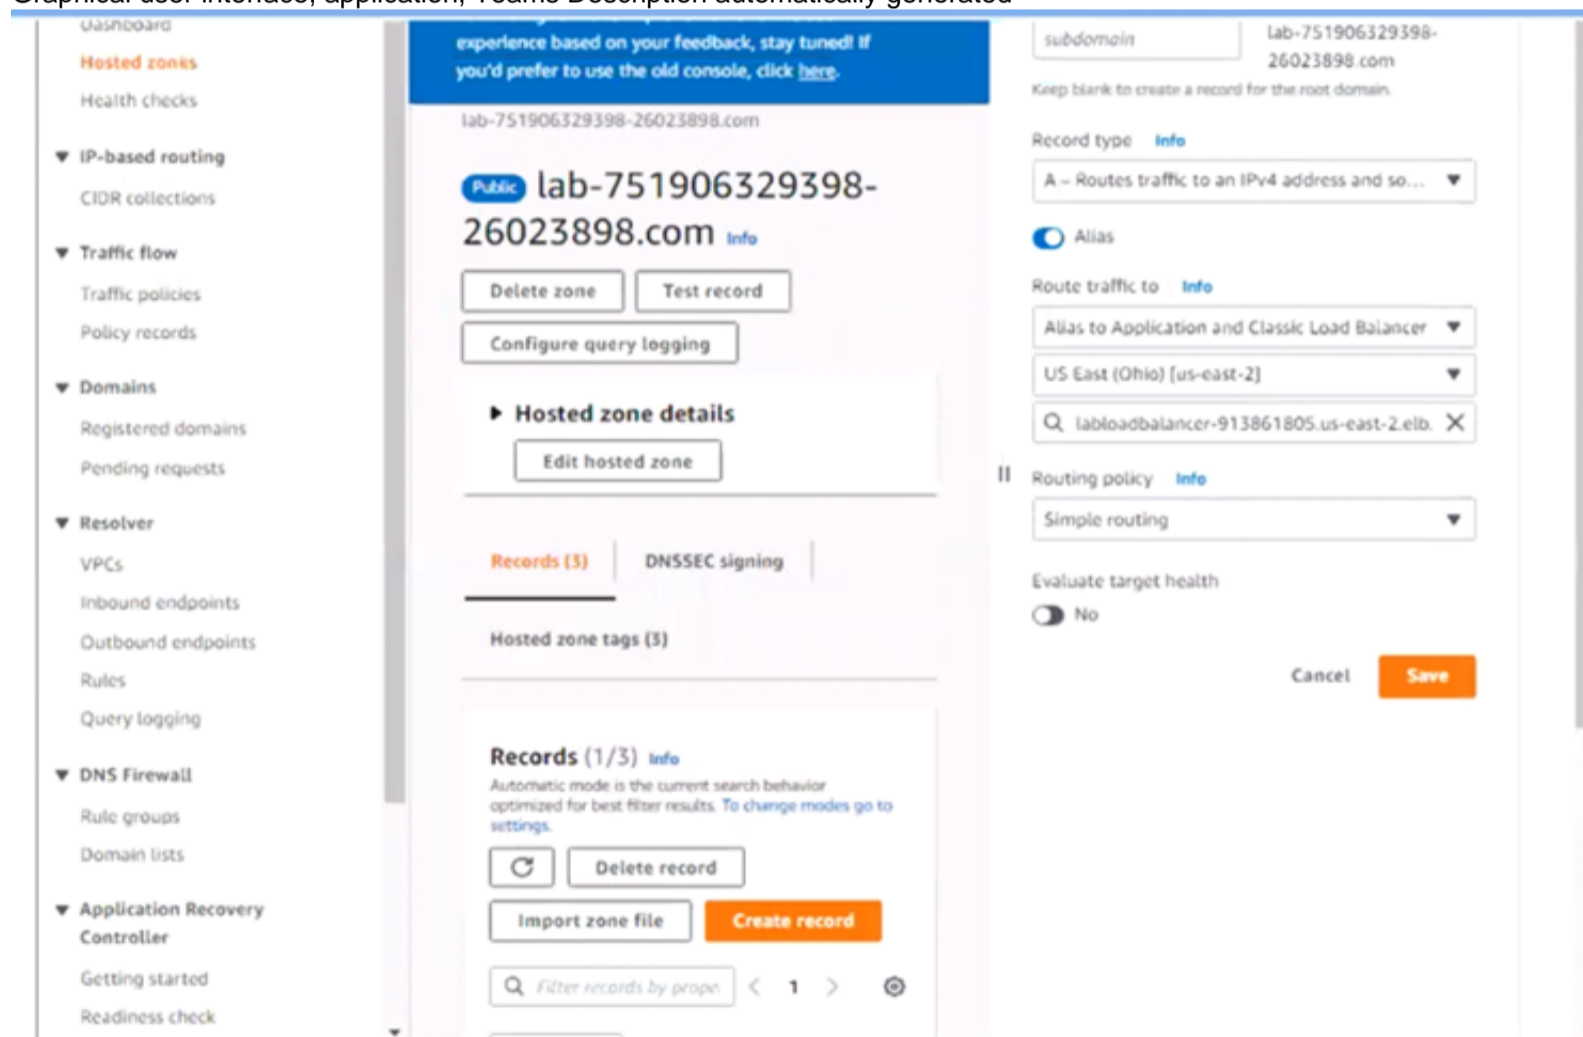 Graphical user interface, application, Teams Description automatically generated
Dashboard
Hosted zones
Health checks
IP-based routing
CIDR collections
Traffic flow
Traffic policies
Policy records
Domains
Registered domains
Pending requests
Resolver
VPCs
Inbound endpoints
Outbound endpoints
Rules
Query logging
DNS Firewall
Rule groups
Domain lists
Application Recovery
Controller
Getting started
Readiness check
experience based on your feedback, stay tuned! If
you'd prefer to use the old console, click here.
lab-751906329398-26023898.com
Public lab-751906329398-
26023898.com Info
Delete zone Test record
Configure query logging
Hosted zone details
Edit hosted zone
Records (3) DNSSEC signing
Hosted zone tags (3)
Records (1/3) Info
Automatic mode is the current search behavior
optimized for best filter results. To change modes go to
settings.
Delete record
Import zone file Create record
Filter records by prope 1
subdomain
lab-751906329398-
26023898.com
Keep blank to create a record for the root domain.
Record type Info
A – Routes traffic to an IPv4 address and so...
Alias
Route traffic to Info
Alias to Application and Classic Load Balancer
US East (Ohio) [us-east-2]
labloadbalancer-913861805.us-east-2.elb.
Routing policy Info
Simple routing
Evaluate target health
No
Cancel Save